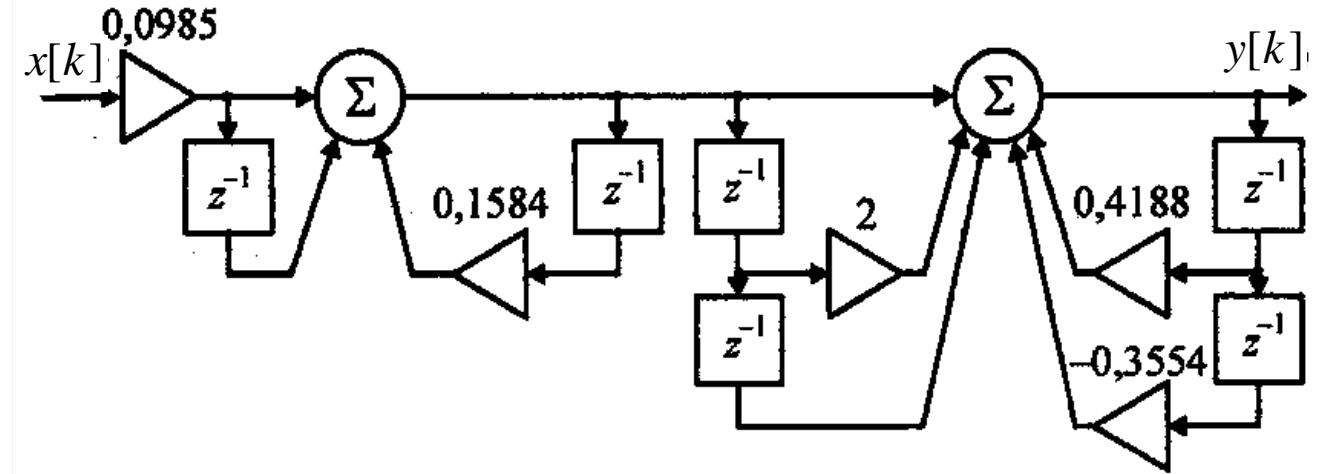 0,0985
x[k]
Σ
Σ
y[k]
z⁻¹
0,1584
z⁻¹
z⁻¹
2
0,4188
z⁻¹
z⁻¹
z⁻¹
–0,3554